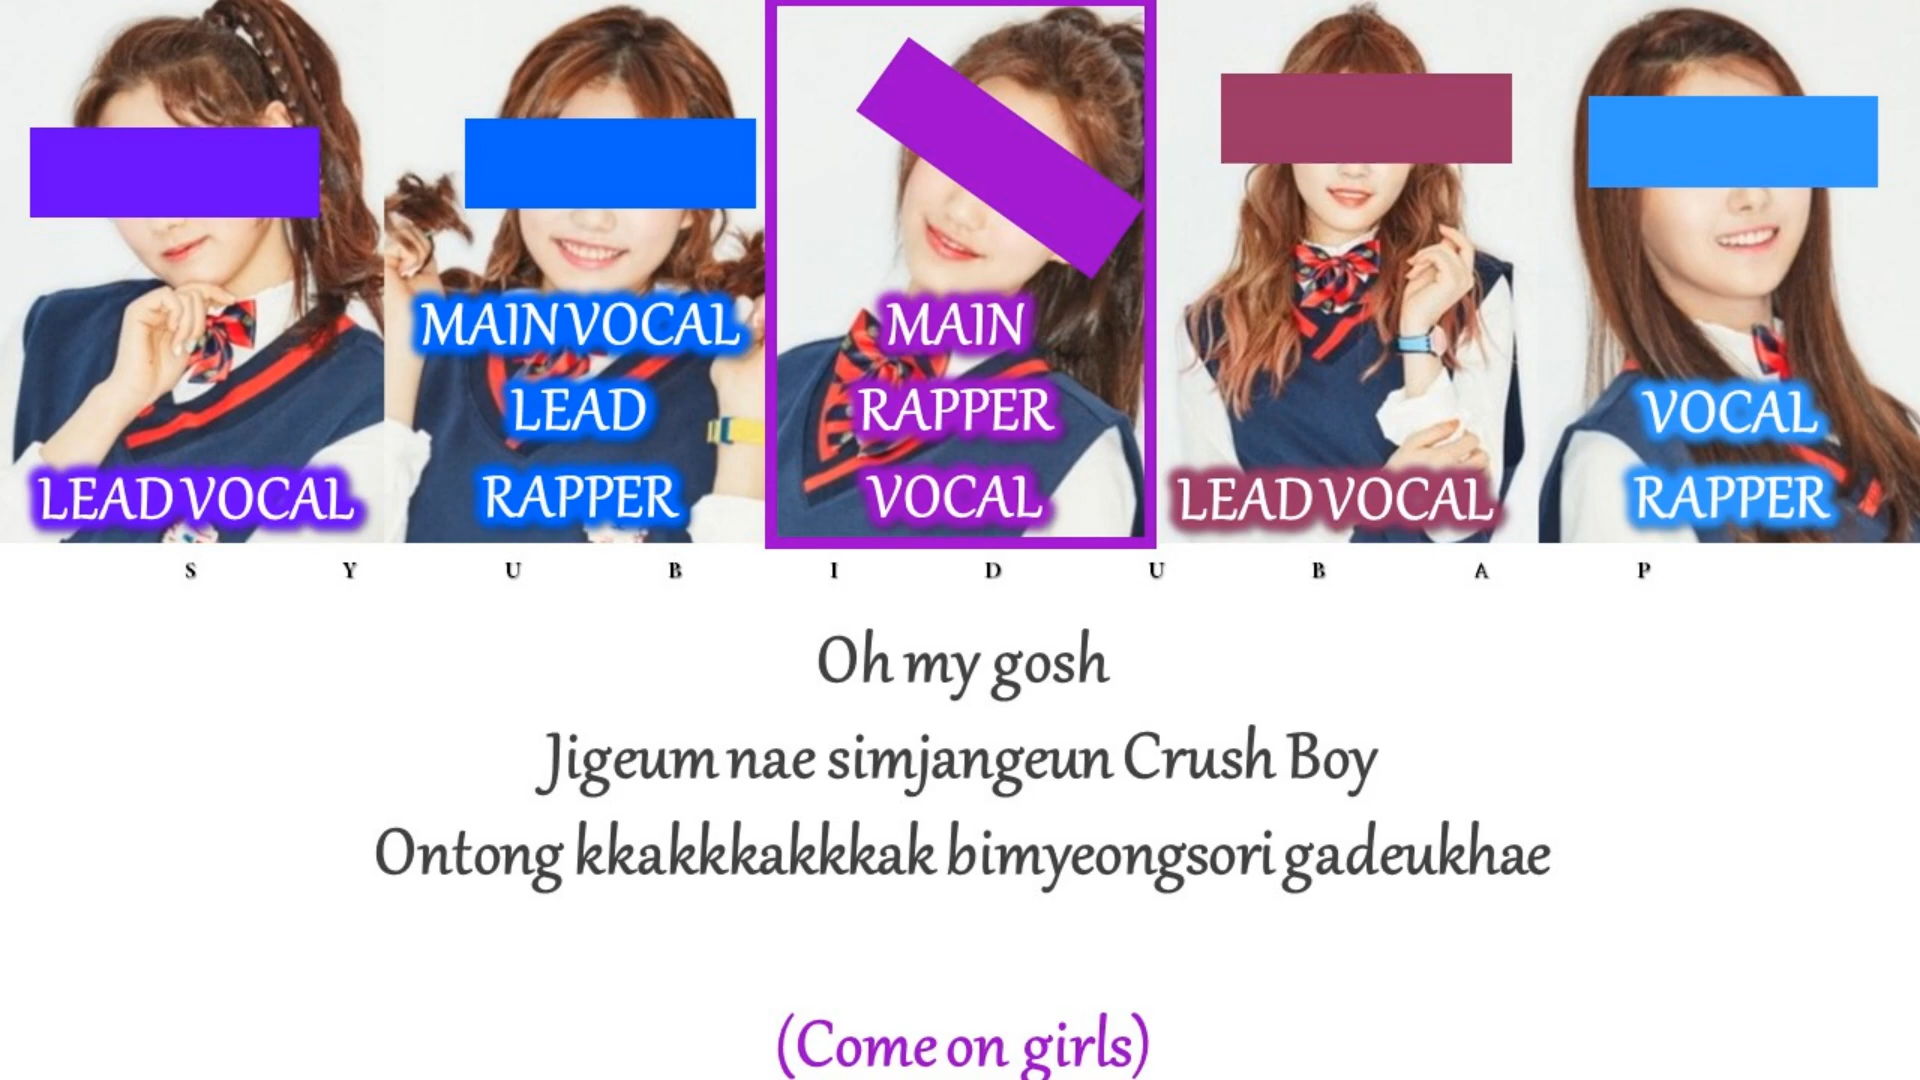 LEAD VOCAL
MAIN VOCAL
LEAD
RAPPER
MAIN
RAPPER
VOCAL
LEAD VOCAL
VOCAL
RAPPER
S Y U B I D U B A P
Oh my gosh
Jigeum nae simjangeun Crush Boy
Ontong kkakkkakkkak bimyeongsori gadeukhae
(Come on girls)